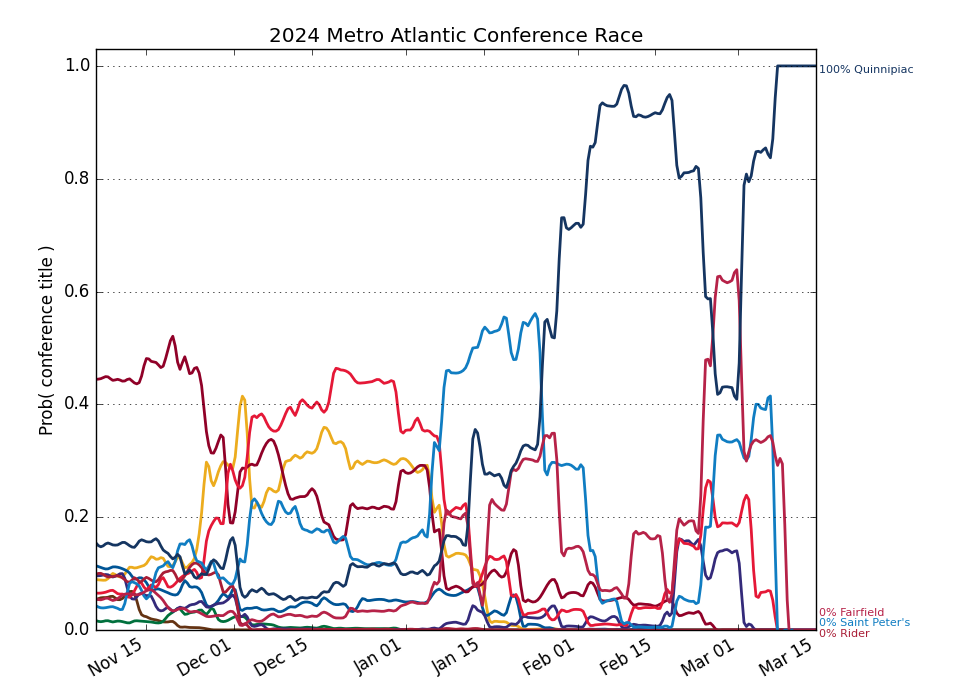 2024 Metro Atlantic Conference Race
Prob( conference title )
1.0
0.8
0.6
0.4
0.2
0.0
Nov 15
Dec 01
Dec 15
Jan 01
Jan 15
Feb 01
Feb 15
Mar 01
Mar 15
100% Quinnipiac
0% Fairfield
0% Saint Peter's
0% Rider